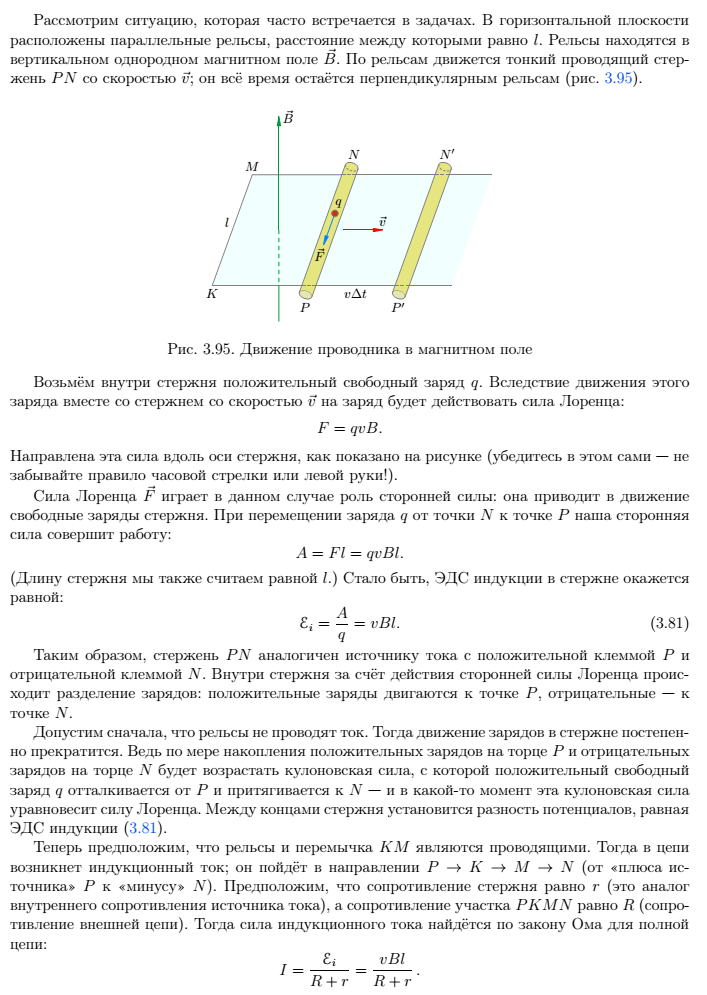 Рассмотрим ситуацию, которая часто встречается в задачах. В горизонтальной плоскости
расположены параллельные рельсы, расстояние между которыми равно l. Рельсы находятся в
вертикальном однородном магнитном поле B⃗. По рельсам движется тонкий проводящий стер-
жень PN со скоростью v⃗; он всё время остаётся перпендикулярным рельсам (рис. 3.95).
B⃗
M
N
N′
q
l
v⃗
F⃗
K
P
vΔt
P′
Рис. 3.95. Движение проводника в магнитном поле
Возьмём внутри стержня положительный свободный заряд q. Вследствие движения этого
заряда вместе со стержнем со скоростью v⃗ на заряд будет действовать сила Лоренца:
F = qvB.
Направлена эта сила вдоль оси стержня, как показано на рисунке (убедитесь в этом сами — не
забывайте правило часовой стрелки или левой руки!).
Сила Лоренца F⃗ играет в данном случае роль сторонней силы: она приводит в движение
свободные заряды стержня. При перемещении заряда q от точки N к точке P наша сторонняя
сила совершит работу:
A = Fl = qvBl.
(Длину стержня мы также считаем равной l.) Стало быть, ЭДС индукции в стержне окажется
равной:
ℰᵢ = A/q = vBl. (3.81)
Таким образом, стержень PN аналогичен источнику тока с положительной клеммой P и
отрицательной клеммой N. Внутри стержня за счёт действия сторонней силы Лоренца проис-
ходит разделение зарядов: положительные заряды двигаются к точке P, отрицательные — к
точке N.
Допустим сначала, что рельсы не проводят ток. Тогда движение зарядов в стержне постепен-
но прекратится. Ведь по мере накопления положительных зарядов на торце P и отрицательных
зарядов на торце N будет возрастать кулоновская сила, с которой положительный свободный
заряд q отталкивается от P и притягивается к N — и в какой-то момент эта кулоновская сила
уравновесит силу Лоренца. Между концами стержня установится разность потенциалов, равная
ЭДС индукции (3.81).
Теперь предположим, что рельсы и перемычка KM являются проводящими. Тогда в цепи
возникнет индукционный ток; он пойдёт в направлении P → K → M → N (от «плюса ис-
точника» P к «минусу» N). Предположим, что сопротивление стержня равно r (это аналог
внутреннего сопротивления источника тока), а сопротивление участка PKMN равно R (сопро-
тивление внешней цепи). Тогда сила индукционного тока найдётся по закону Ома для полной
цепи:
I = ℰᵢ/(R + r) = vBl/(R + r) .